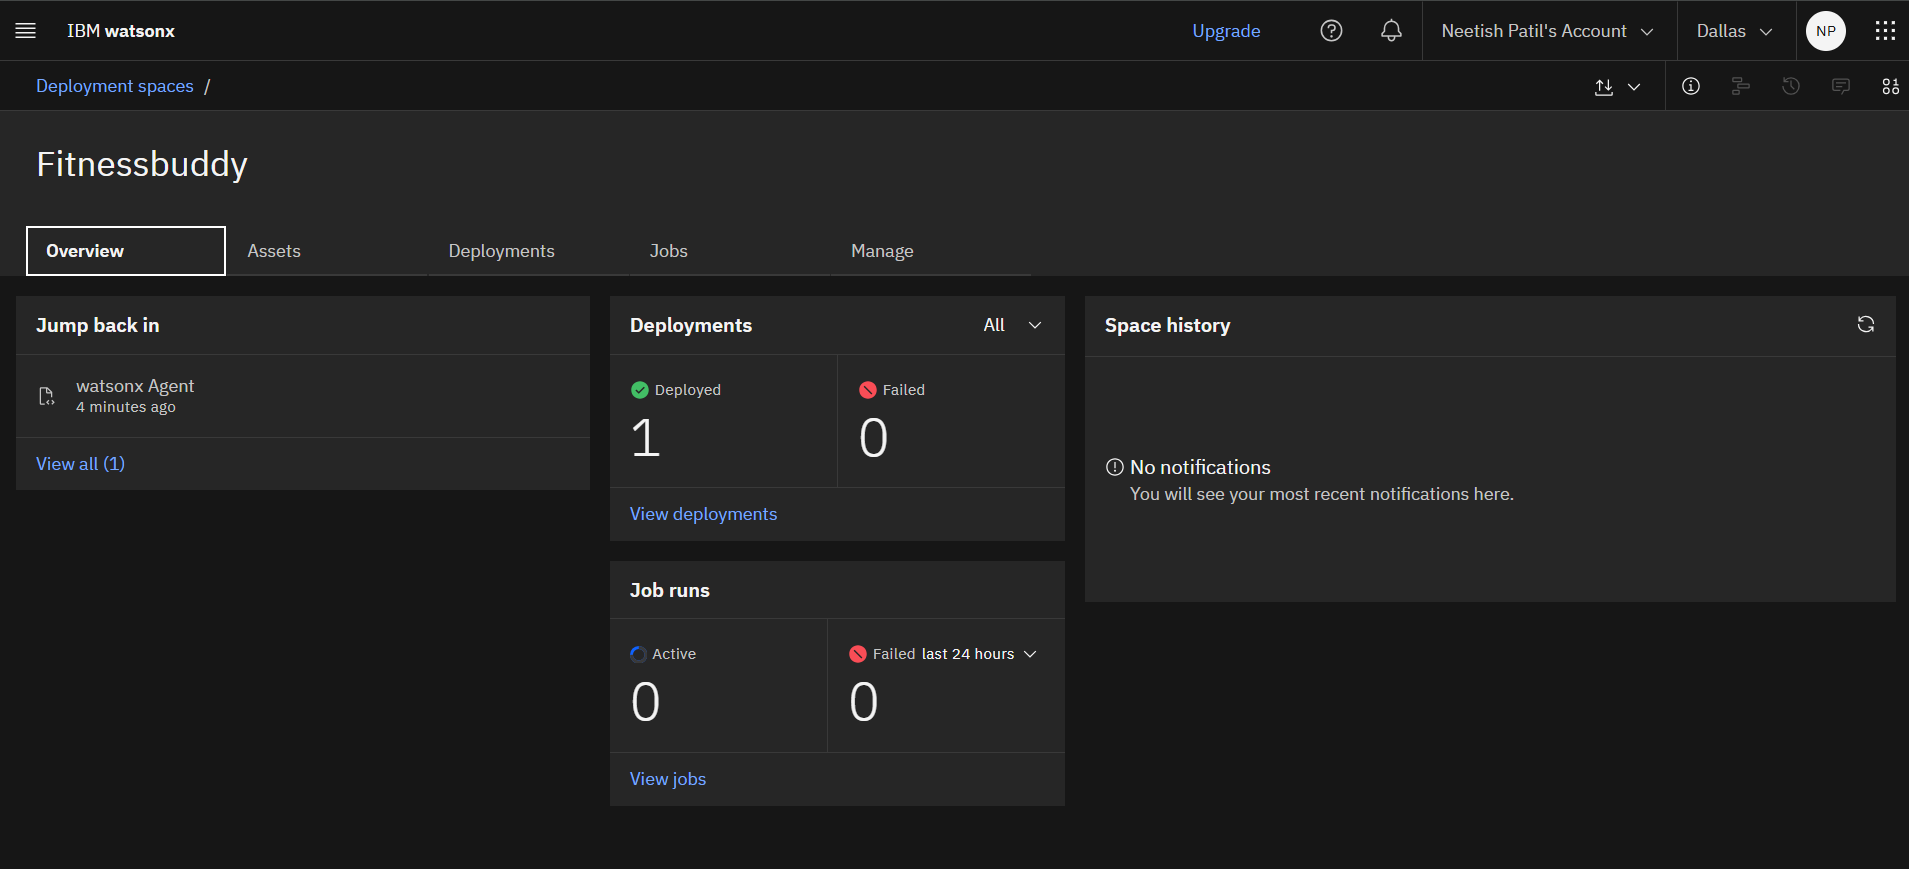 IBM watsonx
Upgrade
Neetish Patil's Account
Dallas
NP
Deployment spaces /
Fitnessbuddy
Overview
Assets
Deployments
Jobs
Manage
Jump back in
watsonx Agent
4 minutes ago
View all (1)
Deployments
All
Deployed
1
Failed
0
View deployments
Job runs
Active
0
Failed last 24 hours
0
View jobs
Space history
No notifications
You will see your most recent notifications here.